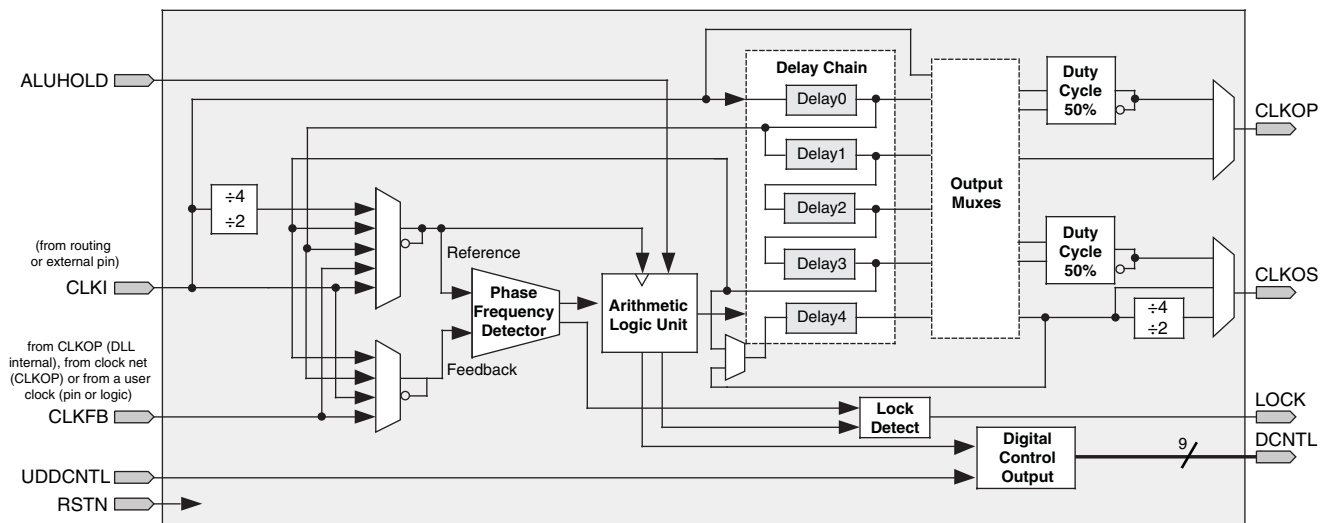 ALUHOLD
÷4
÷2
(from routing
or external pin)
CLKI
from CLKOP (DLL
internal), from clock net
(CLKOP) or from a user
clock (pin or logic)
CLKFB
UDDCNTL
RSTN
Reference
Phase
Frequency
Detector
Feedback
Arithmetic
Logic Unit
Delay Chain
Delay0
Delay1
Delay2
Delay3
Delay4
Output
Muxes
Duty
Cycle
50%
Duty
Cycle
50%
÷4
÷2
Lock
Detect
Digital
Control
Output
9
CLKOP
CLKOS
LOCK
DCNTL